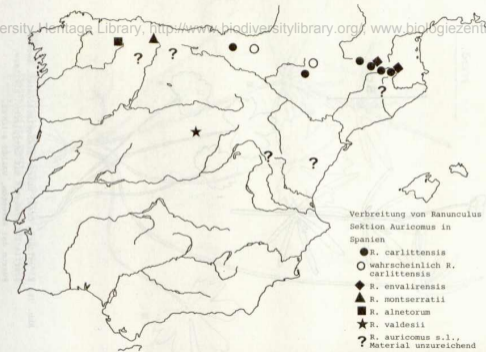 ersity Heritage Library, http://www.biodiversitylibrary.org/, www.biologiezent
?
?
?
?
?
Verbreitung von Ranunculus
Sektion Auricomus in
Spanien
R. carlittensis
wahrscheinlich R.
carlittensis
R. envalirensis
R. montserratii
R. alnetorum
R. valdesii
? R. auricomus s.l.,
Material unzureichend